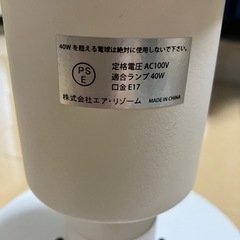 40Wを超える電球は絶対に使用しないで下さい。
PS
E
定格電圧 AC100V
適合ランプ 40W
口金 E17
株式会社エア・リゾーム MADE IN CHINA